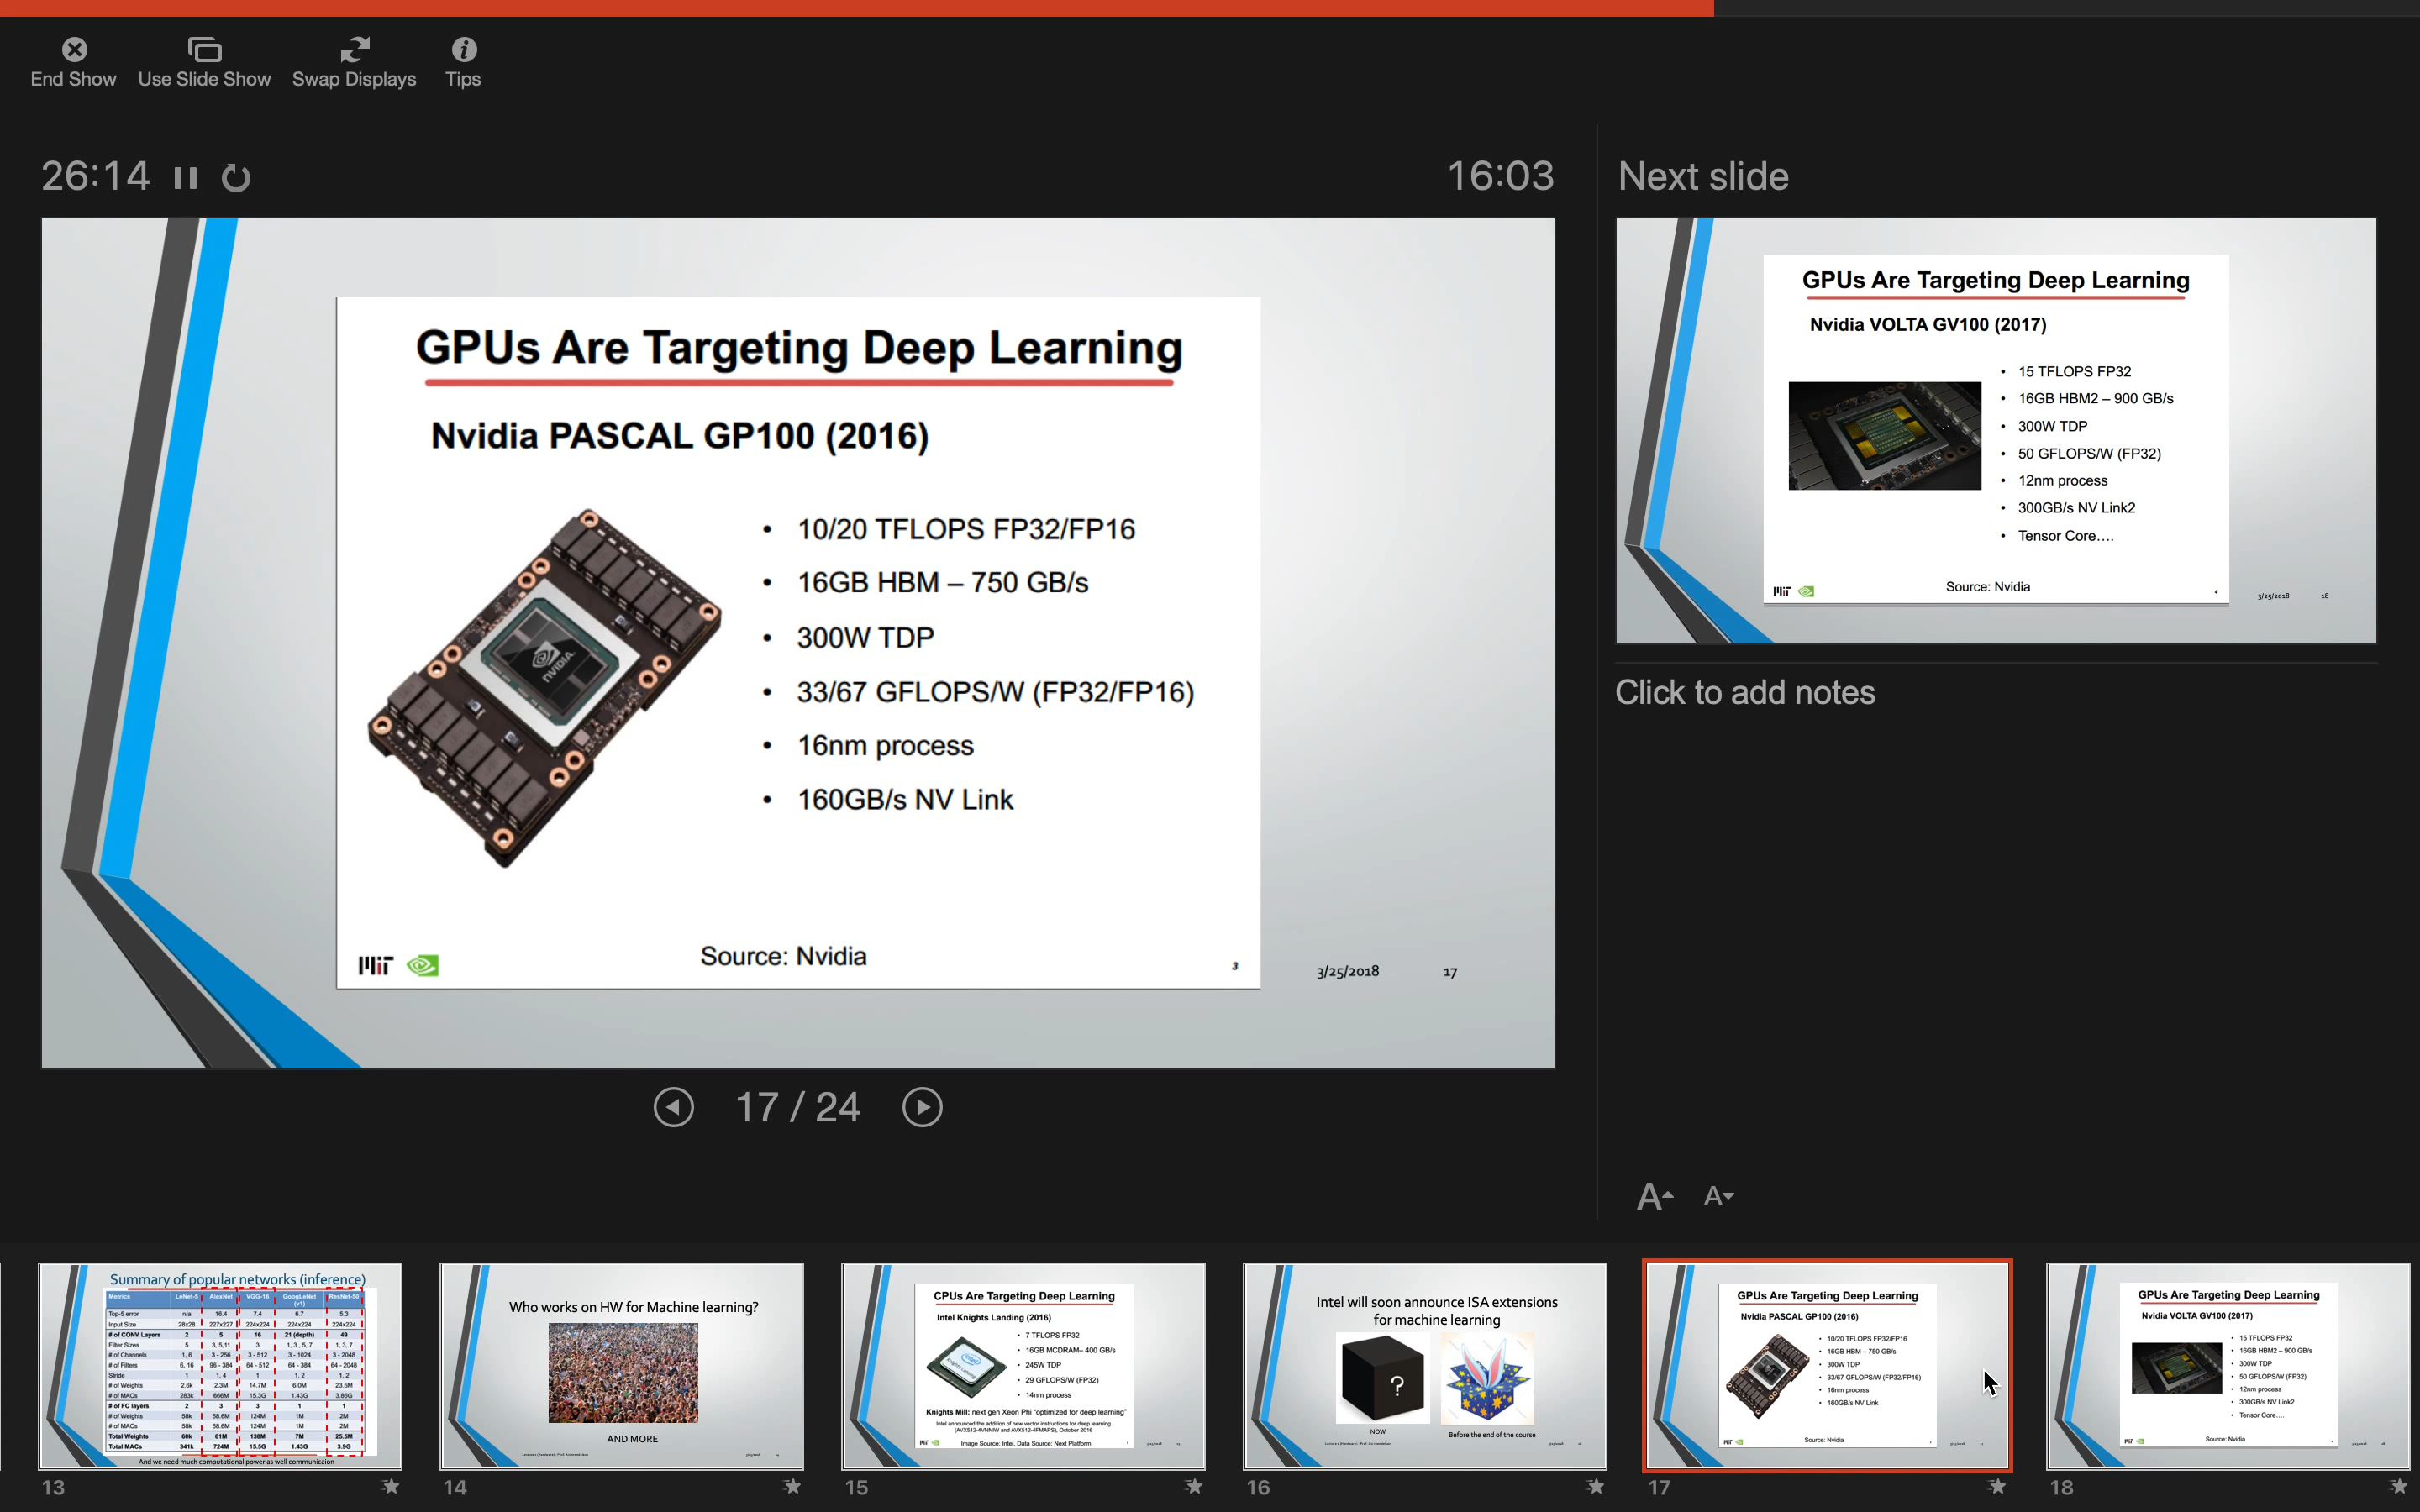 End Show
Use Slide Show
Swap Displays
Tips
26:14
16:03
Next slide
GPUs Are Targeting Deep Learning
Nvidia PASCAL GP100 (2016)
• 10/20 TFLOPS FP32/FP16
• 16GB HBM – 750 GB/s
• 300W TDP
• 33/67 GFLOPS/W (FP32/FP16)
• 16nm process
• 160GB/s NV Link
NVIDIA
Source: Nvidia
MIT
3
3/25/2018
17
GPUs Are Targeting Deep Learning
Nvidia VOLTA GV100 (2017)
• 15 TFLOPS FP32
• 16GB HBM2 – 900 GB/s
• 300W TDP
• 50 GFLOPS/W (FP32)
• 12nm process
• 300GB/s NV Link2
• Tensor Core....
MIT
Source: Nvidia
3/25/2018
18
Click to add notes
17 / 24
A
A
Summary of popular networks (inference)
Metrics LeNet-5 AlexNet VGG-16 GoogLeNet (v1) ResNet-50
Top-5 error n/a 16.4 7.4 6.7 5.3
Input Size 28x28 227x227 224x224 224x224 224x224
# of CONV Layers 2 5 16 21 (depth) 49
Filter Sizes 5 3, 5,11 3 1, 3 , 5, 7 1, 3, 7
# of Channels 1, 6 3 - 256 3 - 512 3 - 1024 3 - 2048
# of Filters 6, 16 96 - 384 64 - 512 64 - 384 64 - 2048
Stride 1 1, 4 1 1, 2 1, 2
# of Weights 2.6k 2.3M 14.7M 6.0M 23.5M
# of MACs 283k 666M 15.3G 1.43G 3.86G
# of FC layers 2 3 3 1 1
# of Weights 58k 58.6M 124M 1M 2M
# of MACs 58k 58.6M 124M 1M 2M
Total Weights 60k 61M 138M 7M 25.5M
Total MACs 341k 724M 15.5G 1.43G 3.9G
And we need much computational power as well communicaion
13
Who works on HW for Machine learning?
AND MORE
14
CPUs Are Targeting Deep Learning
Intel Knights Landing (2016)
• 7 TFLOPS FP32
• 16GB MCDRAM– 400 GB/s
• 245W TDP
• 29 GFLOPS/W (FP32)
• 14nm process
Knights Mill: next gen Xeon Phi "optimized for deep learning"
Intel announced the addition of new vector instructions for deep learning
(AVX512-4VNNIW and AVX512-4FMAPS), October 2016
Image Source: Intel, Data Source: Next Platform
15
Intel will soon announce ISA extensions
for machine learning
?
NOW
Before the end of the course
16
GPUs Are Targeting Deep Learning
Nvidia PASCAL GP100 (2016)
• 10/20 TFLOPS FP32/FP16
• 16GB HBM – 750 GB/s
• 300W TDP
• 33/67 GFLOPS/W (FP32/FP16)
• 16nm process
• 160GB/s NV Link
Source: Nvidia
17
GPUs Are Targeting Deep Learning
Nvidia VOLTA GV100 (2017)
• 15 TFLOPS FP32
• 16GB HBM2 – 900 GB/s
• 300W TDP
• 50 GFLOPS/W (FP32)
• 12nm process
• 300GB/s NV Link2
• Tensor Core....
Source: Nvidia
18